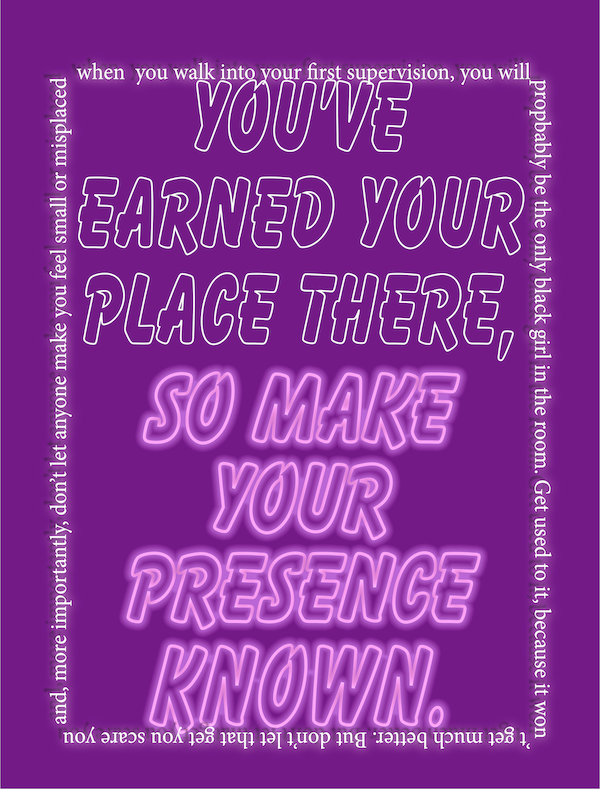 when  you walk into your first supervision, you will
propbably be the only black girl in the room. Get used to it, because it won
't get much better. But don't let that get you scare you
and, more importantly, don't let anyone make you feel small or misplaced
YOU'VE
EARNED YOUR
PLACE THERE,
SO MAKE
YOUR
PRESENCE
KNOWN.